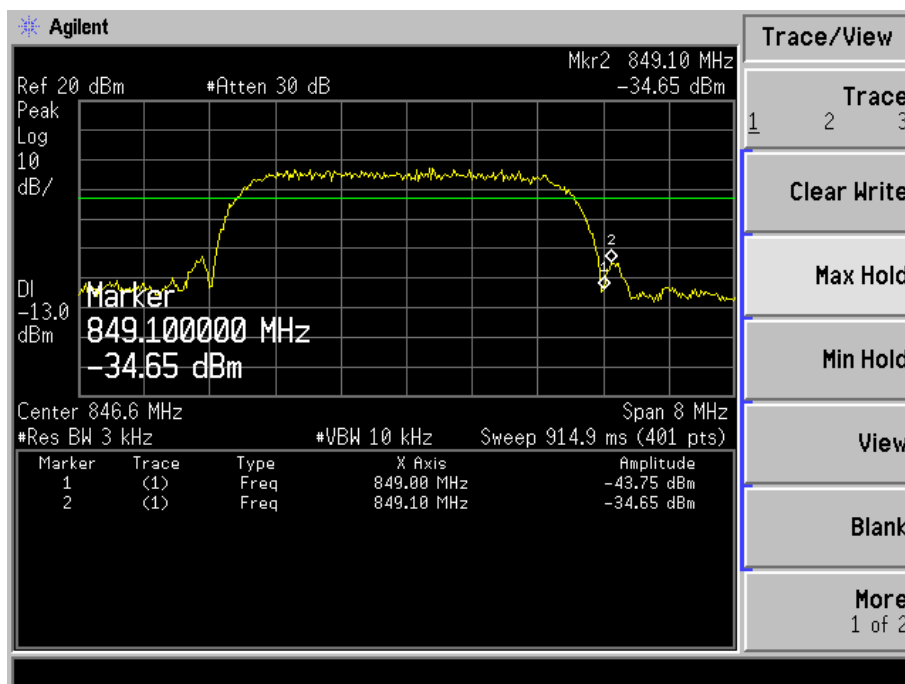 Agilent
Trace/View
Mkr2 849.10 MHz
Ref 20 dBm #Atten 30 dB -34.65 dBm
Peak
Log
10
dB/
DI
-13.0
dBm
2
1
Marker
849.100000 MHz
-34.65 dBm
Center 846.6 MHz Span 8 MHz
#Res BW 3 kHz #VBW 10 kHz Sweep 914.9 ms (401 pts)
Marker Trace Type X Axis Amplitude
1 (1) Freq 849.00 MHz -43.75 dBm
2 (1) Freq 849.10 MHz -34.65 dBm
Trace
1 2 3
Clear Write
Max Hold
Min Hold
View
Blank
More
1 of 2